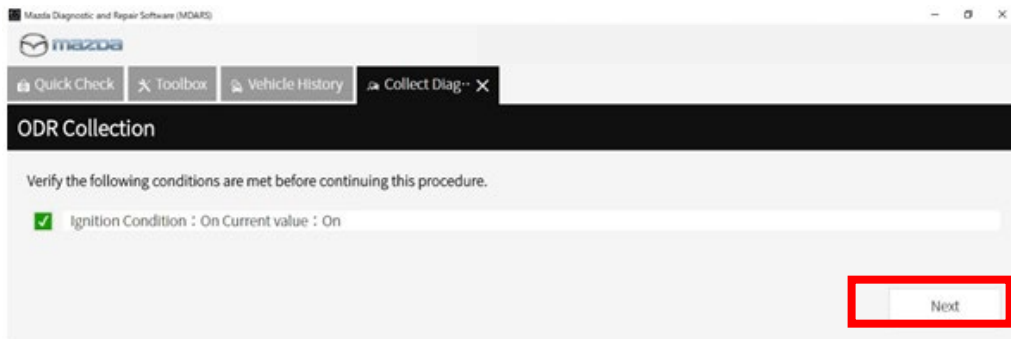 Mazda Diagnostic and Repair Software (MDARS)
mazda
Quick Check Toolbox Vehicle History Collect Diag··
ODR Collection
Verify the following conditions are met before continuing this procedure.
Ignition Condition : On Current value : On
Next